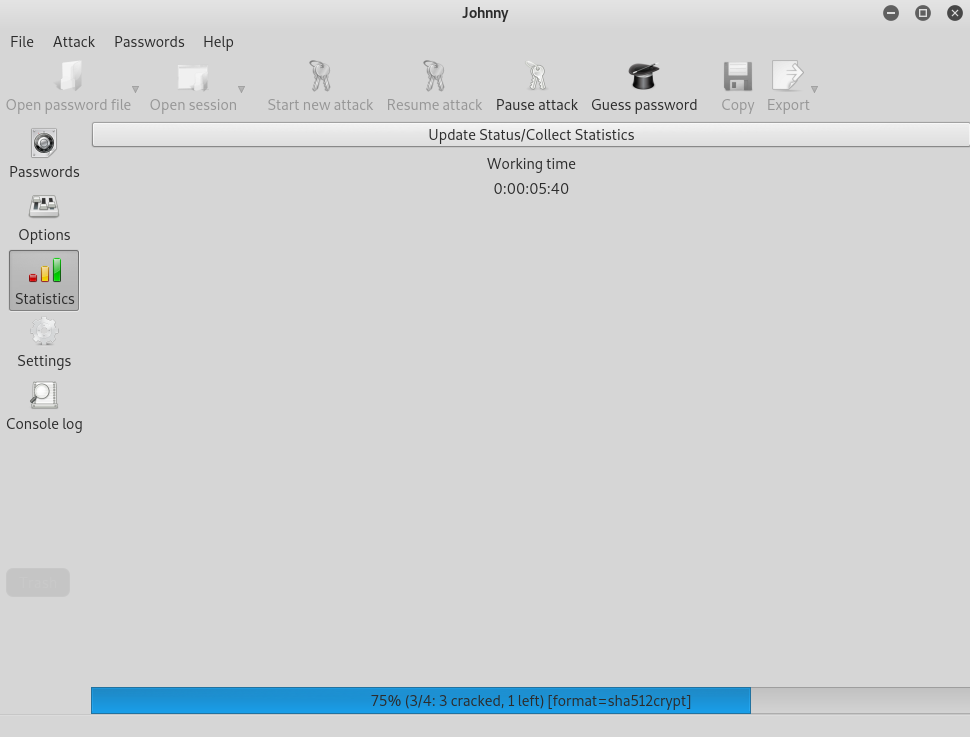 Johnny
File Attack Passwords Help
Open password file Open session Start new attack Resume attack Pause attack Guess password Copy Export
Update Status/Collect Statistics
Working time
0:00:05:40
Passwords
Options
Statistics
Settings
Console log
75% (3/4: 3 cracked, 1 left) [format=sha512crypt]